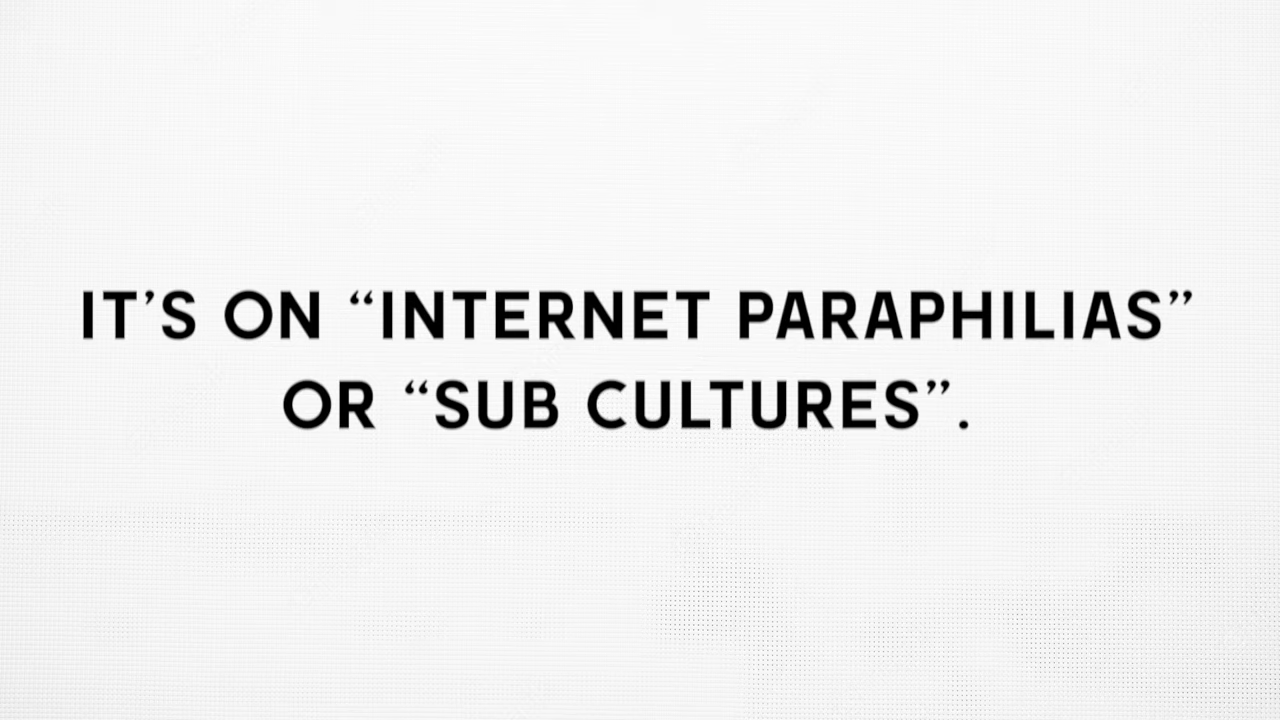 IT’S ON “INTERNET PARAPHILIAS”
OR “SUB CULTURES”.